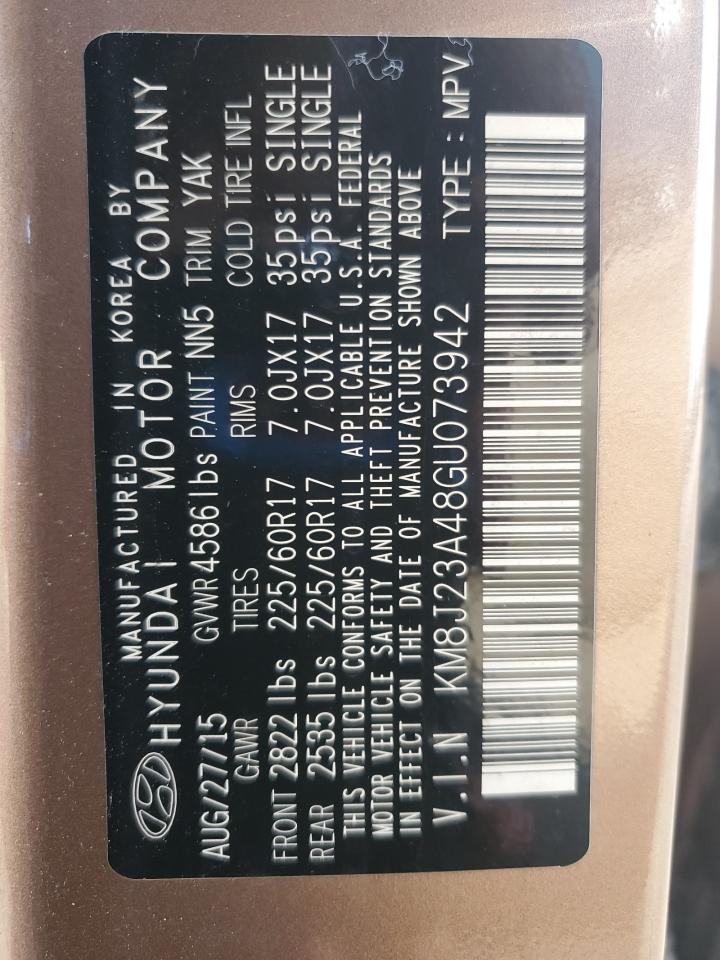 MANUFACTURED IN KOREA BY
HYUNDAI MOTOR COMPANY
AUG/27/15 GVWR 4586 lbs PAINT NN5 TRIM YAK
GAWR TIRES RIMS COLD TIRE INFL
FRONT 2822 lbs 225/60R17 7.0JX17 35psi SINGLE
REAR 2535 lbs 225/60R17 7.0JX17 35psi SINGLE
THIS VEHICLE CONFORMS TO ALL APPLICABLE U.S.A. FEDERAL
MOTOR VEHICLE SAFETY AND THEFT PREVENTION STANDARDS
IN EFFECT ON THE DATE OF MANUFACTURE SHOWN ABOVE
V.I.N KM8J23A48GU073942 TYPE : MPV